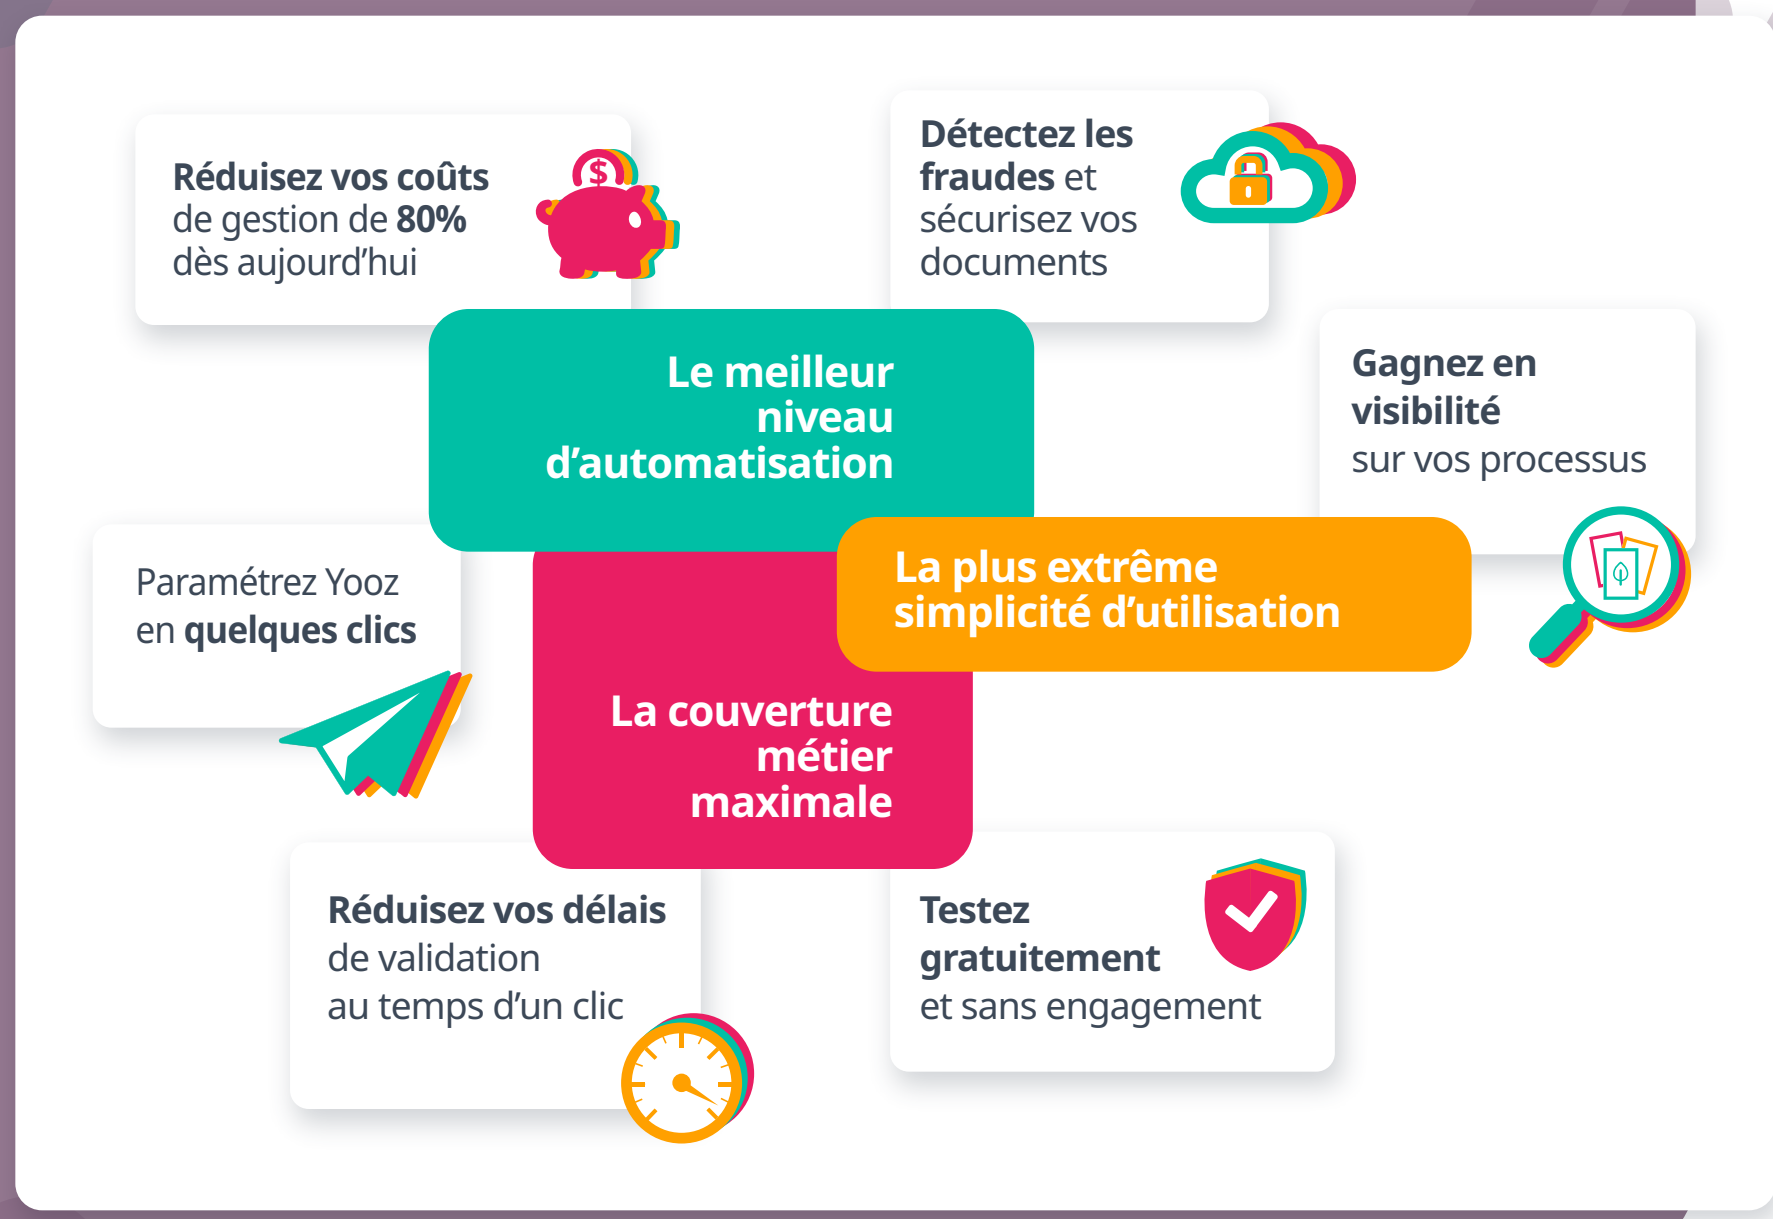 Réduisez vos coûts
de gestion de 80%
dès aujourd’hui
$
Détectez les
fraudes et
sécurisez vos
documents
Le meilleur
niveau
d’automatisation
Gagnez en
visibilité
sur vos processus
Paramétrez Yooz
en quelques clics
La plus extrême
simplicité d’utilisation
La couverture
métier
maximale
Réduisez vos délais
de validation
au temps d’un clic
Testez
gratuitement
et sans engagement